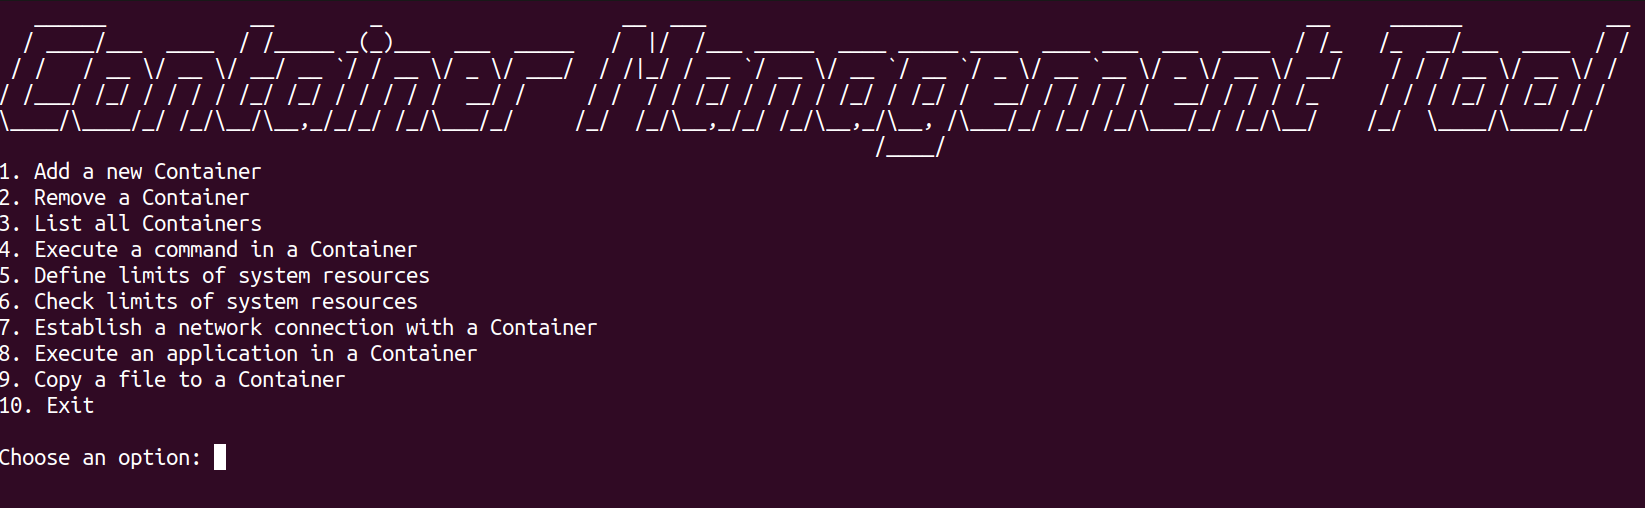 Container Management Tool
1. Add a new Container
2. Remove a Container
3. List all Containers
4. Execute a command in a Container
5. Define limits of system resources
6. Check limits of system resources
7. Establish a network connection with a Container
8. Execute an application in a Container
9. Copy a file to a Container
10. Exit
Choose an option: